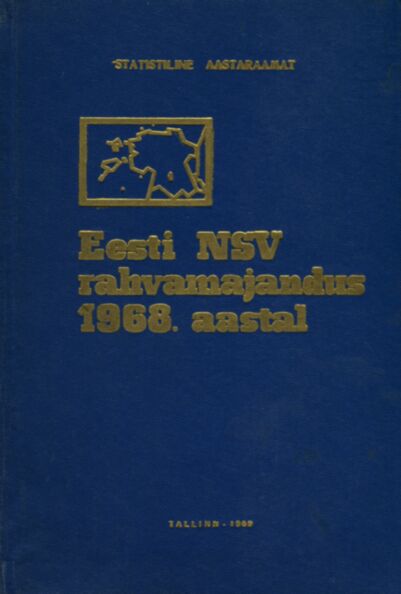 STATISTILINE AASTARAAMAT
Eesti NSV
rahvamajandus
1968. aastal
TALLINN - 1969